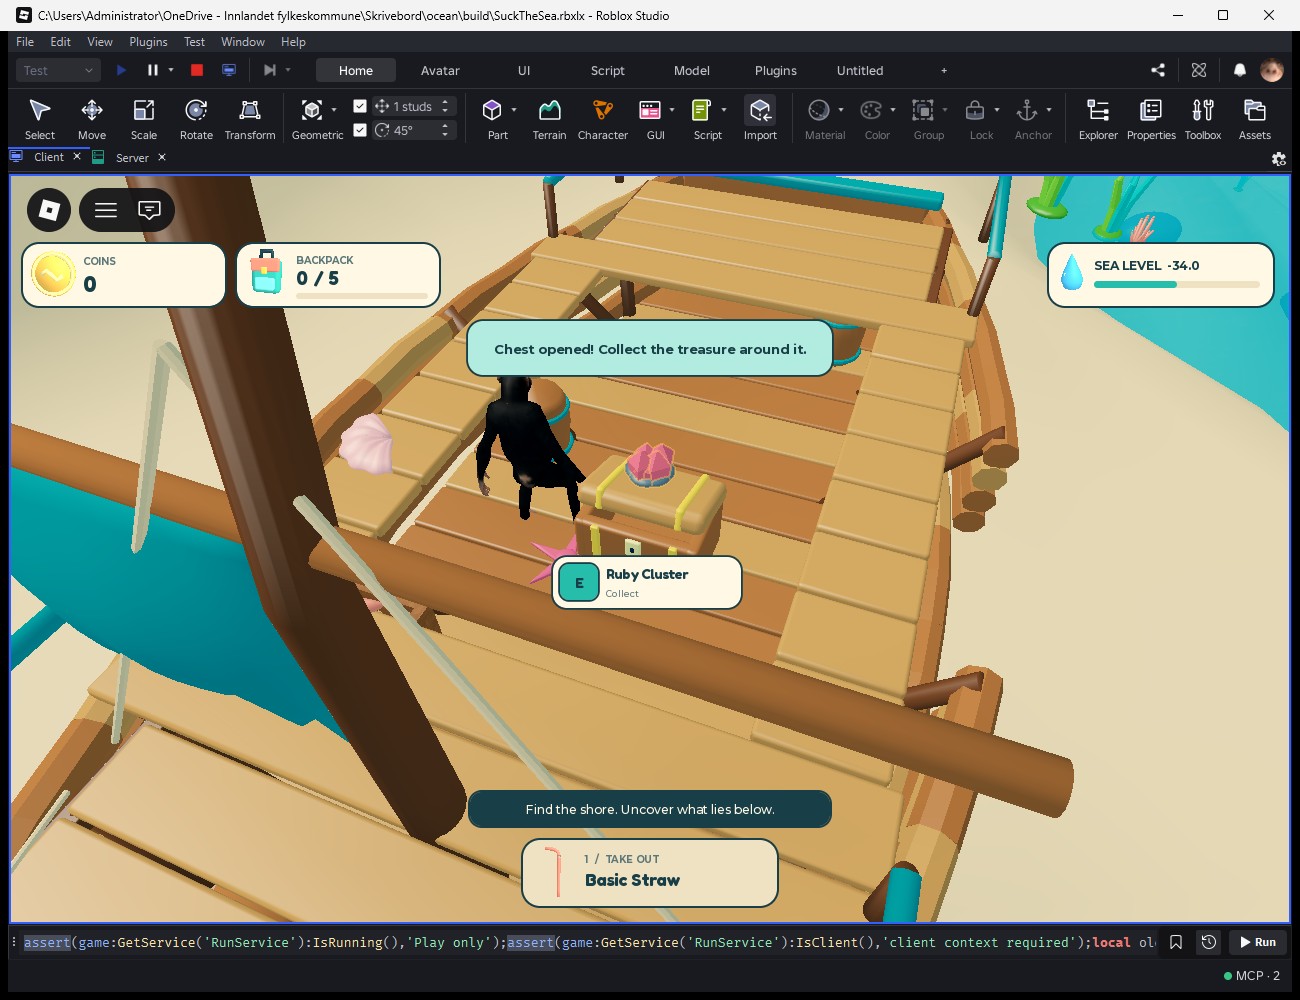 C:\Users\Administrator\OneDrive - Innlandet fylkeskommune\Skrivebord\ocean\build\SuckTheSea.rbxlx - Roblox Studio
File Edit View Plugins Test Window Help
Test Home Avatar UI Script Model Plugins Untitled +
1 studs
45°
Select Move Scale Rotate Transform Geometric Part Terrain Character GUI Script Import Material Color Group Lock Anchor Explorer Properties Toolbox Assets
Client Server
COINS
0
BACKPACK
0 / 5
SEA LEVEL -34.0
Chest opened! Collect the treasure around it.
E
Ruby Cluster
Collect
Find the shore. Uncover what lies below.
1 / TAKE OUT
Basic Straw
assert(game:GetService('RunService'):IsRunning(),'Play only');assert(game:GetService('RunService'):IsClient(),'client context required');local
Run
MCP · 2